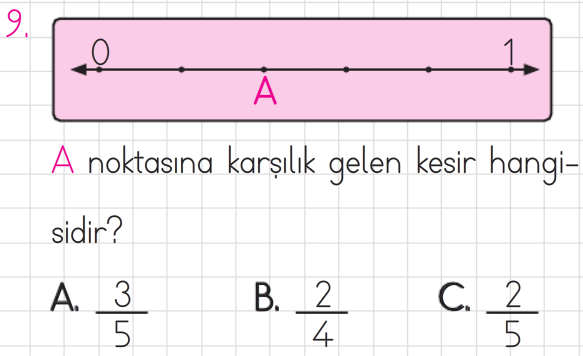 9.
0 1
A
A noktasına karşılık gelen kesir hangi-
sidir?
A. 3/5 B. 2/4 C. 2/5